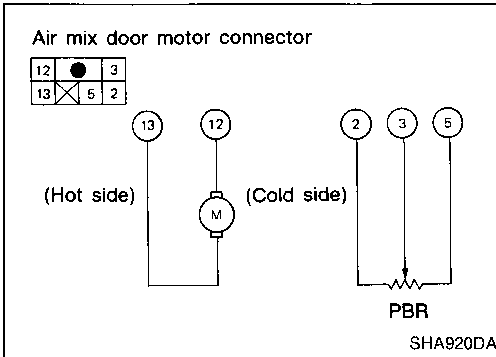 Air mix door motor connector
12 3
13 5 2
13 12 2 3 5
(Hot side) M (Cold side)
PBR
SHA920DA